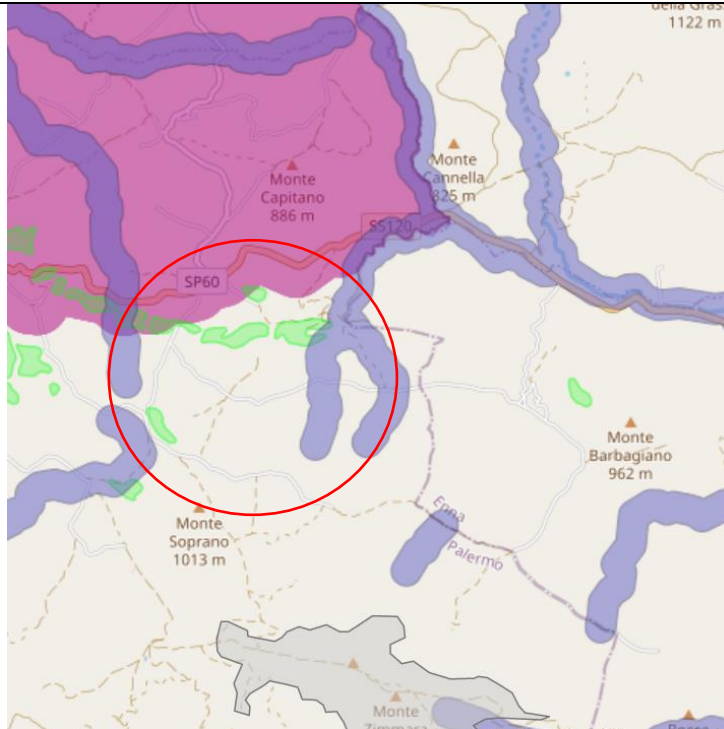 1122 m
Monte
Cannella
825 m
Monte
Capitano
886 m
SS120
SP60
Monte
Barbagiano
962 m
Enna
Palermo
Monte
Soprano
1013 m
Monte